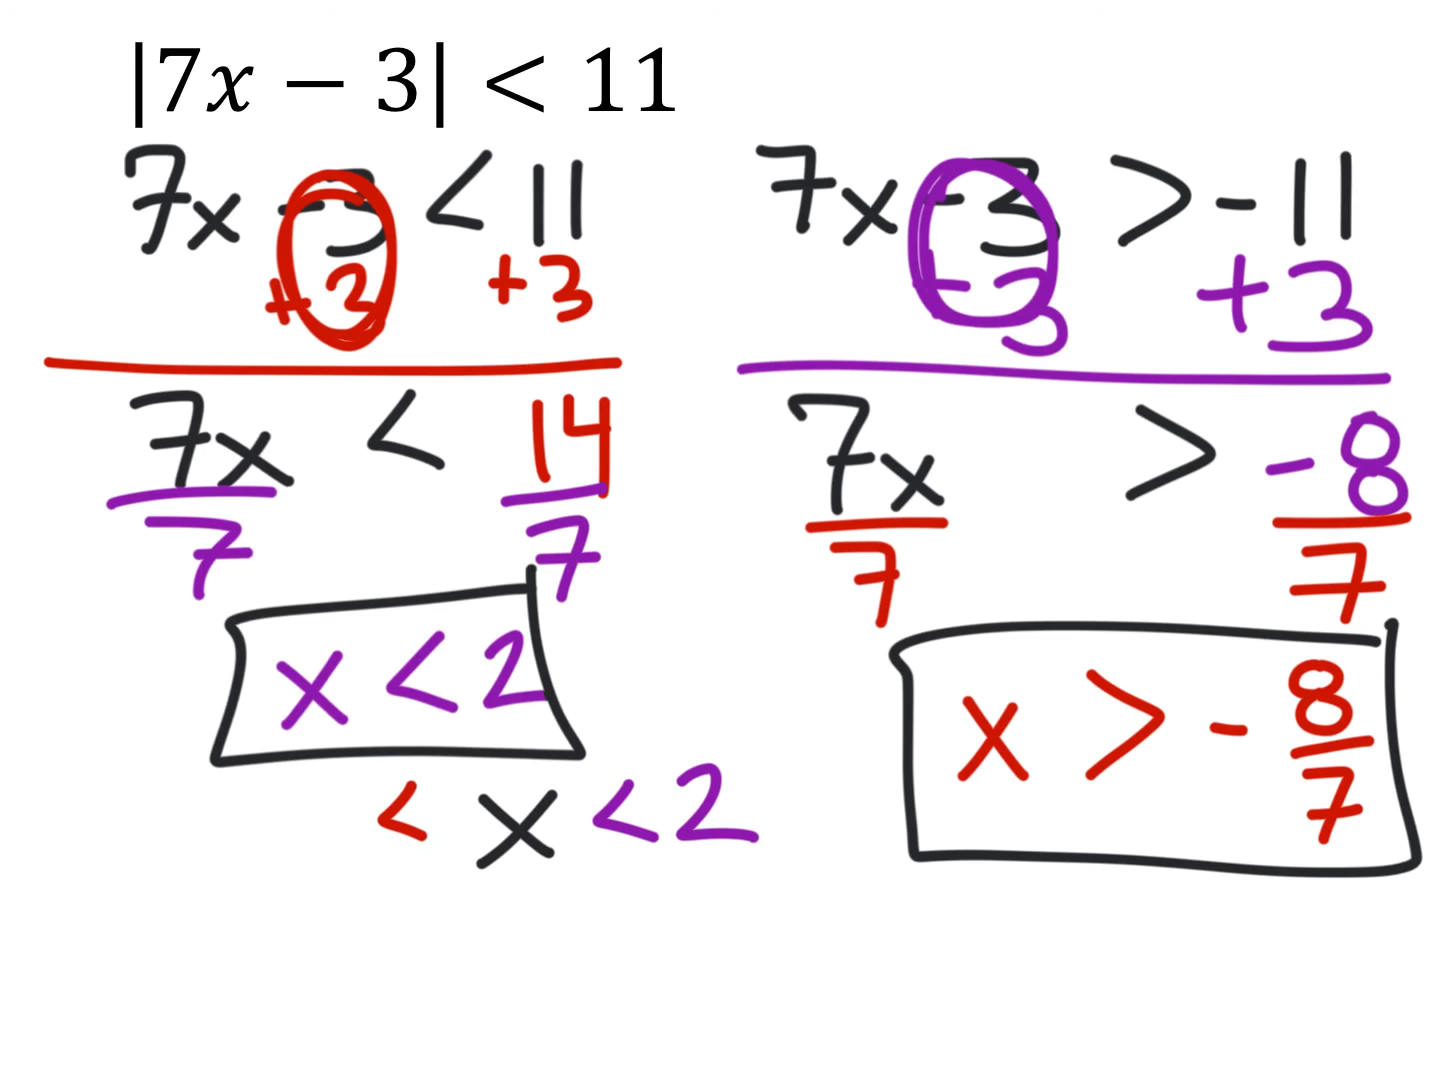 |7x − 3| < 11
7x - 3 < 11
+ 3 + 3
7x < 14
7 7
x < 2
< x < 2
7x - 3 > - 11
+ 3 + 3
7x > - 8
7 7
x > - 8/7